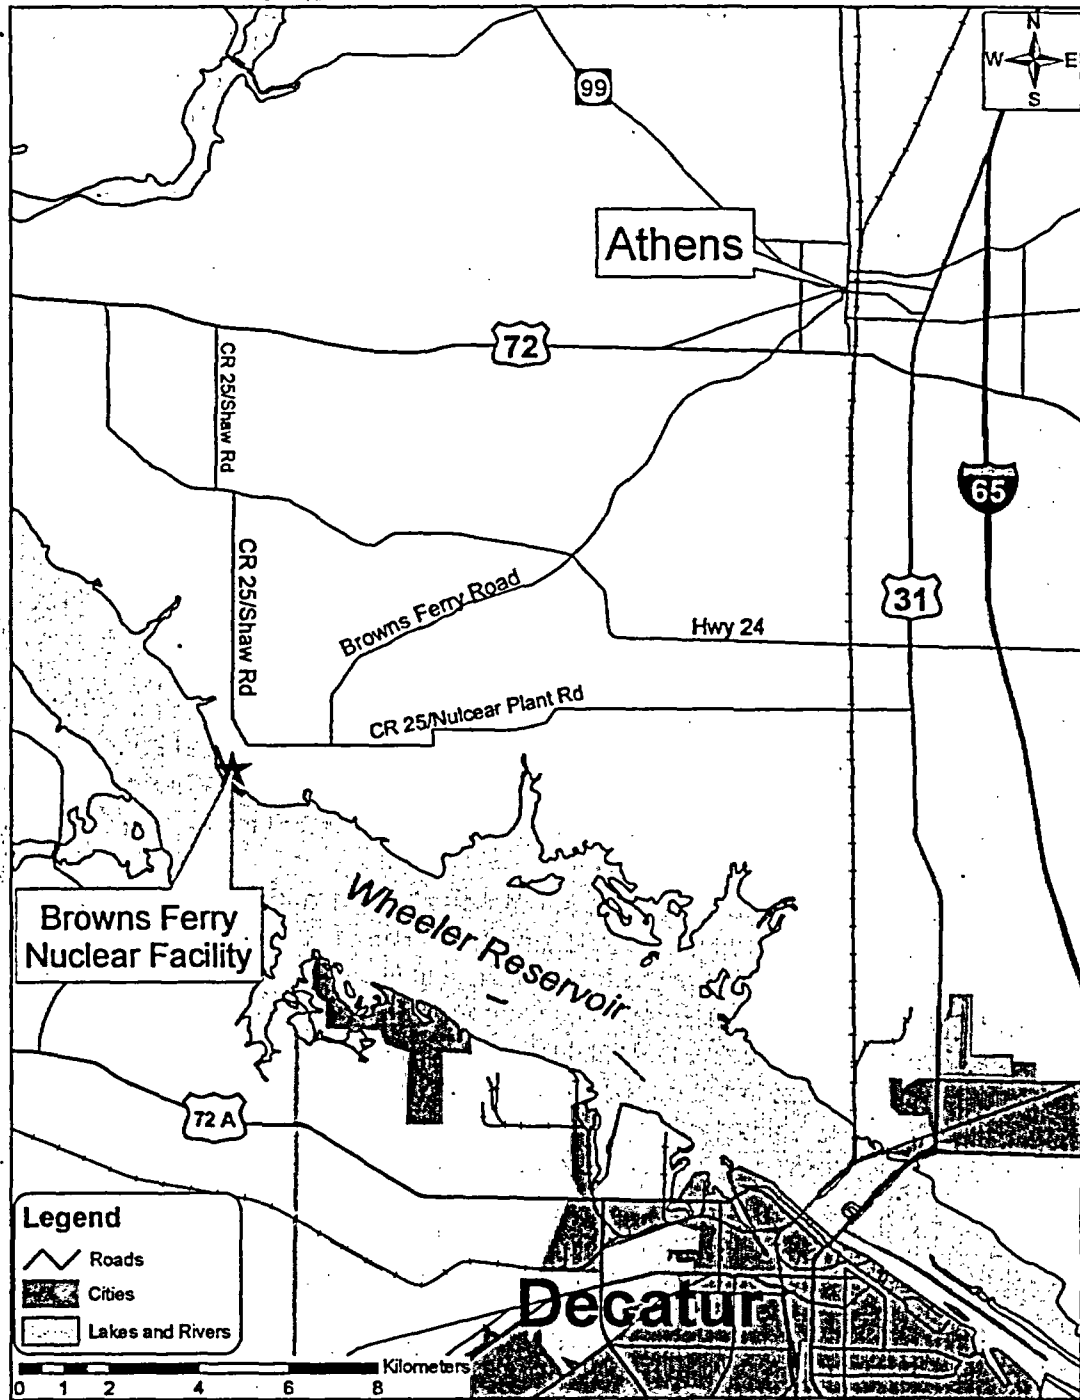 N
W E
S
99
Athens
72
CR 25/Shaw Rd
65
CR 25/Shaw Rd
31
Browns Ferry Road
Hwy 24
CR 25/Nulcear Plant Rd
Browns Ferry
Nuclear Facility
Wheeler Reservoir
72 A
Legend
Roads
Cities
Lakes and Rivers
Decatur
Kilometers
0 1 2 4 6 8